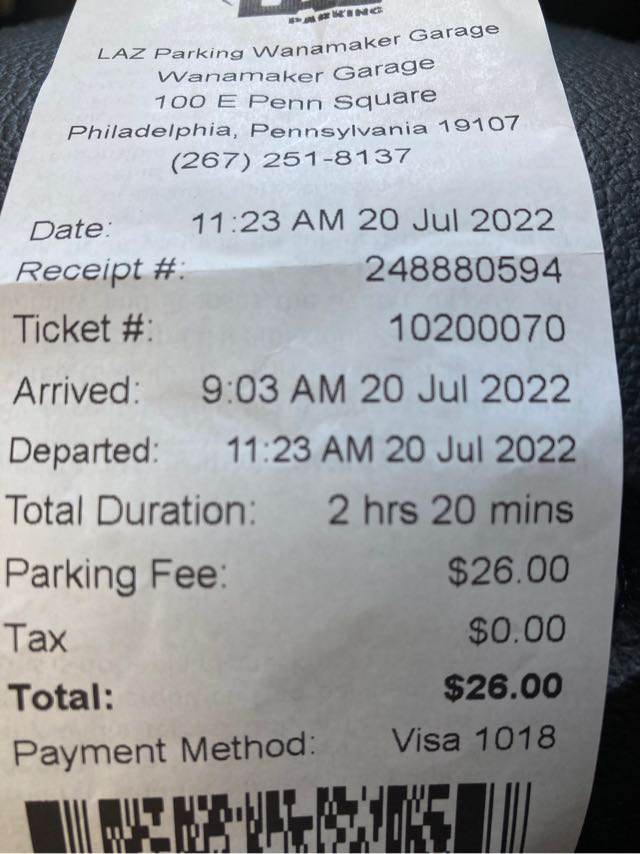 PARKING
LAZ Parking Wanamaker Garage
Wanamaker Garage
100 E Penn Square
Philadelphia, Pennsylvania 19107
(267) 251-8137
Date: 11:23 AM 20 Jul 2022
Receipt #: 248880594
Ticket #: 10200070
Arrived: 9:03 AM 20 Jul 2022
Departed: 11:23 AM 20 Jul 2022
Total Duration: 2 hrs 20 mins
Parking Fee: $26.00
Tax $0.00
Total: $26.00
Payment Method: Visa 1018